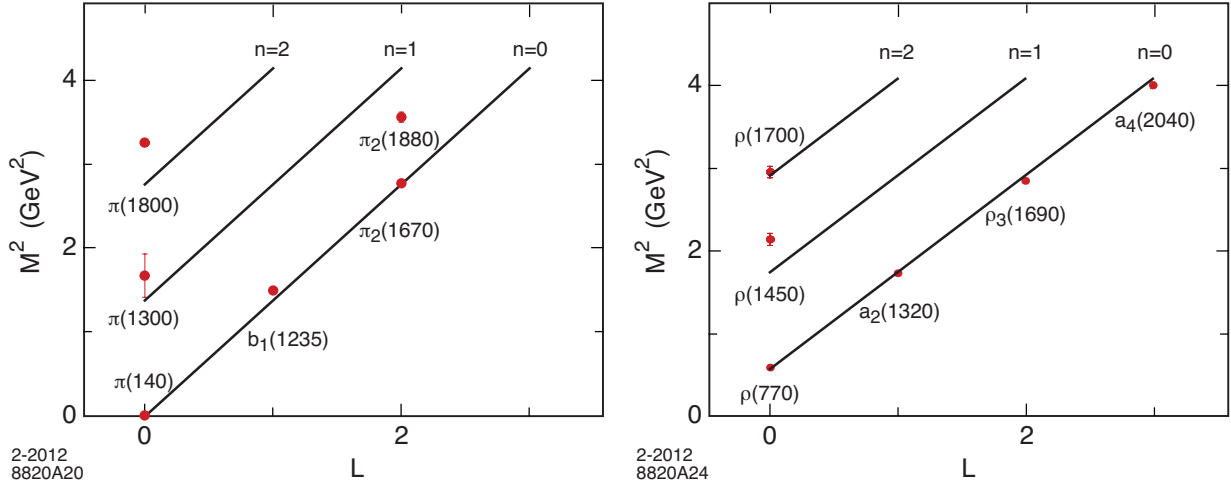 n=2 n=1 n=0
4
π₂(1880)
M² (GeV²)
π(1800)
π₂(1670)
2
π(1300)
b₁(1235)
π(140)
0
0 2
L
2-2012
8820A20
n=2 n=1 n=0
4
ρ(1700)
a₄(2040)
M² (GeV²)
ρ₃(1690)
2
ρ(1450)
a₂(1320)
ρ(770)
0
0 2
L
2-2012
8820A24